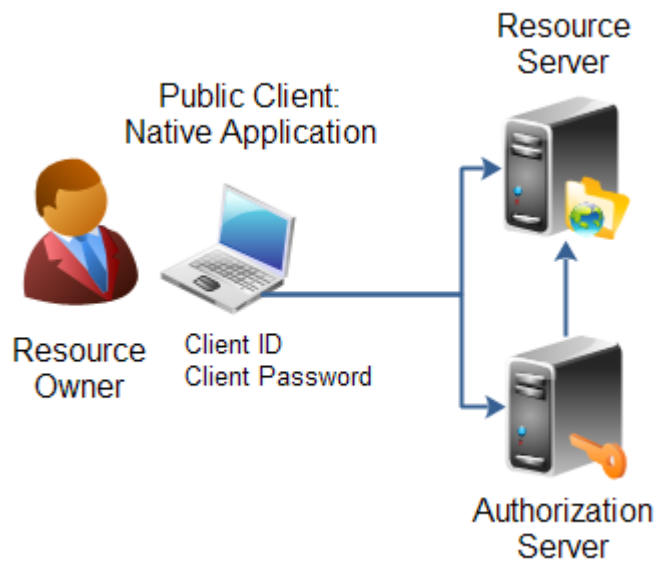 Resource
Server
Public Client:
Native Application
Resource
Owner
Client ID
Client Password
Authorization
Server